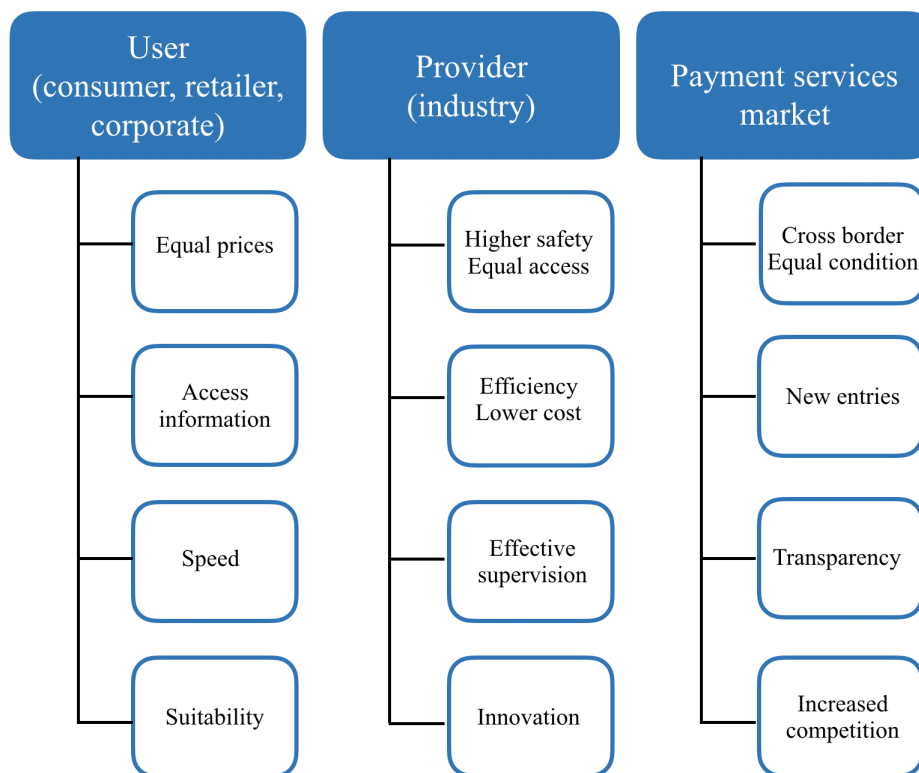 User
(consumer, retailer,
corporate)
Equal prices
Access
information
Speed
Suitability
Provider
(industry)
Higher safety
Equal access
Efficiency
Lower cost
Effective
supervision
Innovation
Payment services
market
Cross border
Equal condition
New entries
Transparency
Increased
competition